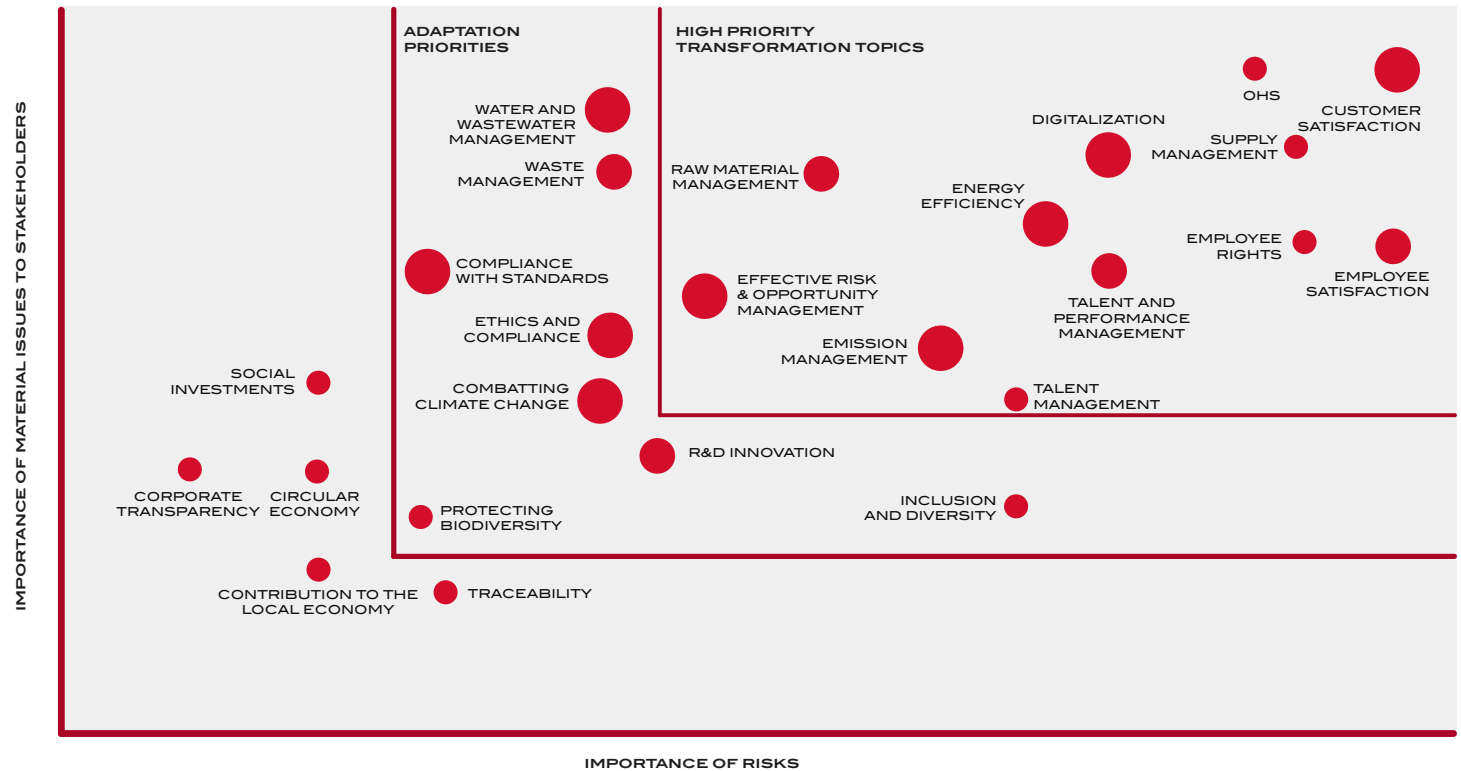 IMPORTANCE OF MATERIAL ISSUES TO STAKEHOLDERS
ADAPTATION
PRIORITIES
HIGH PRIORITY
TRANSFORMATION TOPICS
WATER AND
WASTEWATER
MANAGEMENT
WASTE
MANAGEMENT
COMPLIANCE
WITH STANDARDS
ETHICS AND
COMPLIANCE
COMBATTING
CLIMATE CHANGE
R&D INNOVATION
PROTECTING
BIODIVERSITY
INCLUSION
AND DIVERSITY
OHS
CUSTOMER
SATISFACTION
DIGITALIZATION
SUPPLY
MANAGEMENT
RAW MATERIAL
MANAGEMENT
ENERGY
EFFICIENCY
EMPLOYEE
RIGHTS
EMPLOYEE
SATISFACTION
TALENT AND
PERFORMANCE
MANAGEMENT
EFFECTIVE RISK
& OPPORTUNITY
MANAGEMENT
EMISSION
MANAGEMENT
TALENT
MANAGEMENT
SOCIAL
INVESTMENTS
CORPORATE
TRANSPARENCY
CIRCULAR
ECONOMY
CONTRIBUTION TO THE
LOCAL ECONOMY
TRACEABILITY
IMPORTANCE OF RISKS